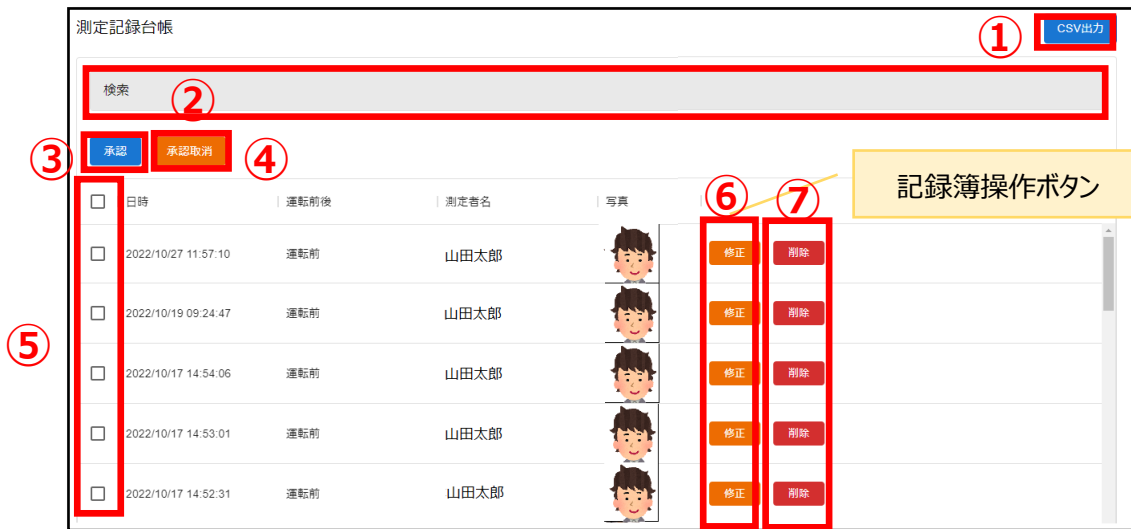 測定記録台帳
① CSV出力
検索
②
③ 承認 承認取消 ④
記録簿操作ボタン
⑥ ⑦
日時 運転前後 測定者名 写真
2022/10/27 11:57:10 運転前 山田太郎 修正 削除
2022/10/19 09:24:47 運転前 山田太郎 修正 削除
⑤
2022/10/17 14:54:06 運転前 山田太郎 修正 削除
2022/10/17 14:53:01 運転前 山田太郎 修正 削除
2022/10/17 14:52:31 運転前 山田太郎 修正 削除